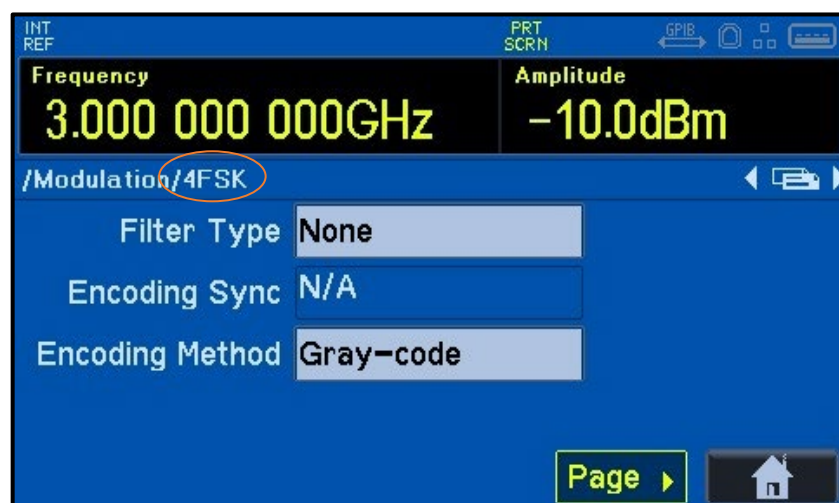 INT PRT GPIB
REF SCRN
Frequency Amplitude
3.000 000 000GHz -10.0dBm
/Modulation/4FSK
Filter Type None
Encoding Sync N/A
Encoding Method Gray-code
Page